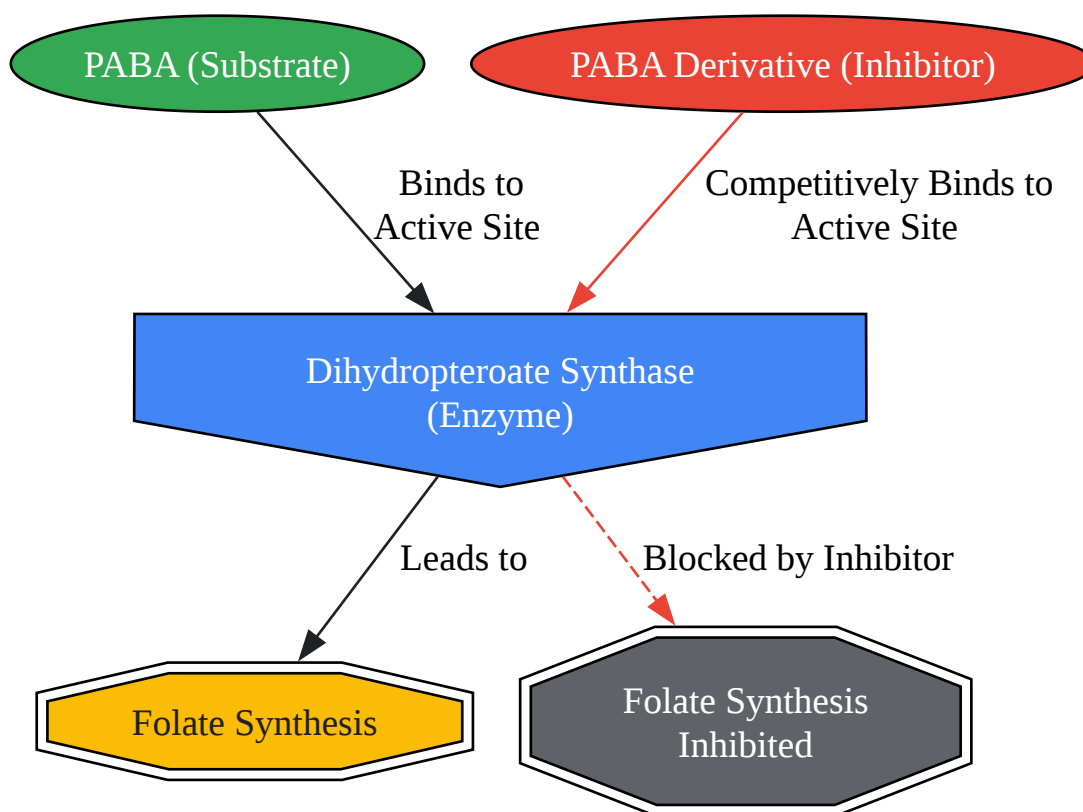 PABA (Substrate)
PABA Derivative (Inhibitor)
Binds to
Active Site
Competitively Binds to
Active Site
Dihydropteroate Synthase
(Enzyme)
Leads to
Blocked by Inhibitor
Folate Synthesis
Folate Synthesis
Inhibited